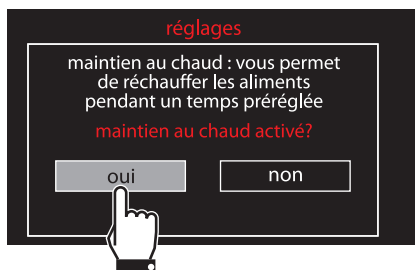 réglages
maintien au chaud : vous permet
de réchauffer les aliments
pendant un temps préréglée
maintien au chaud activé?
oui
non